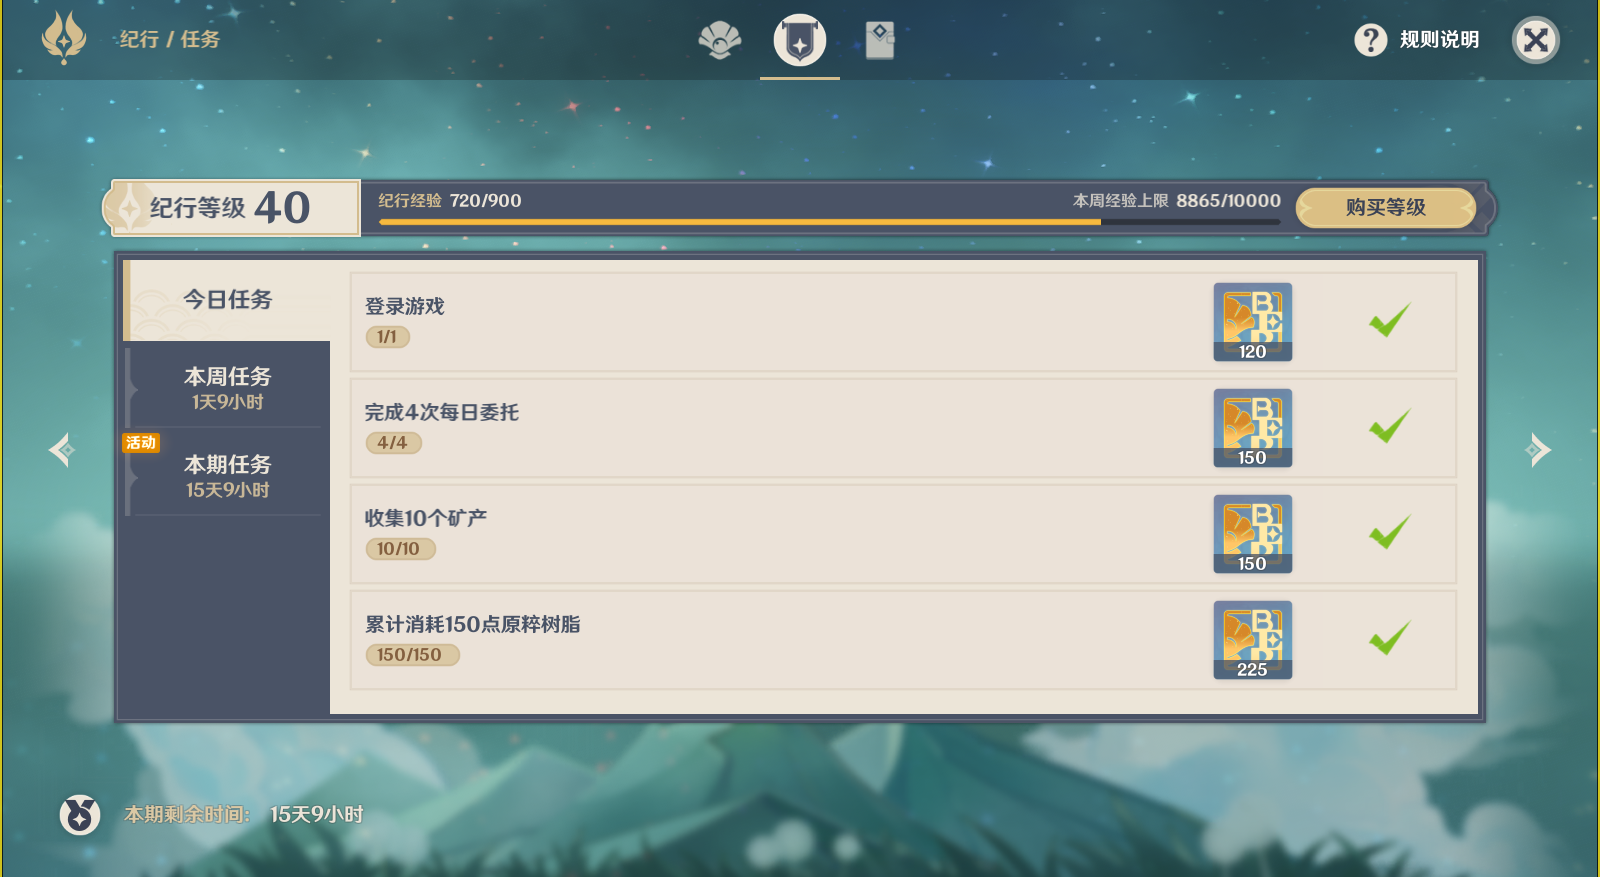 纪行 / 任务
规则说明
纪行等级 40
纪行经验 720/900
本周经验上限 8865/10000
购买等级
今日任务
本周任务
1天9小时
活动
本期任务
15天9小时
登录游戏
1/1
120
完成4次每日委托
4/4
150
收集10个矿产
10/10
150
累计消耗150点原粹树脂
150/150
225
本期剩余时间: 15天9小时